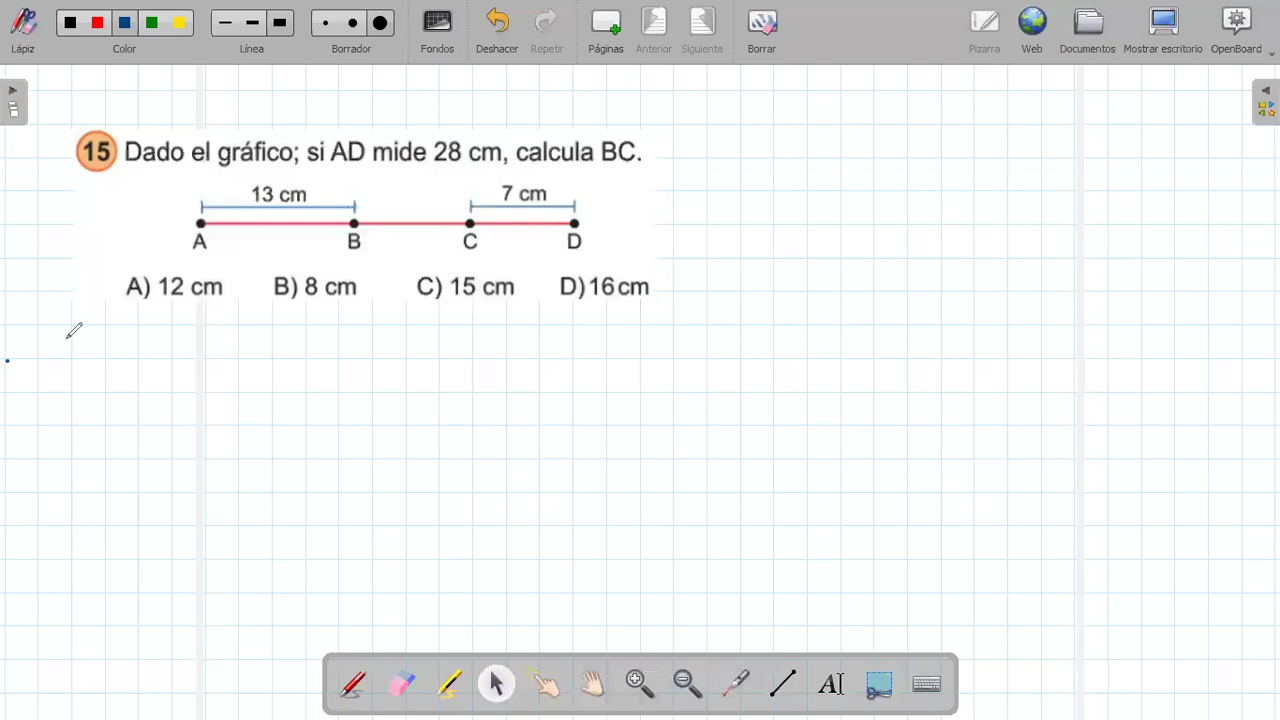 Lápiz
Color
Línea
Borrador
Fondos
Deshacer
Repetir
Páginas
Anterior
Siguiente
Borrar
Pizarra
Web
Documentos
Mostrar escritorio
OpenBoard
15 Dado el gráfico; si AD mide 28 cm, calcula BC.
13 cm 7 cm
A B C D
A) 12 cm B) 8 cm C) 15 cm D) 16 cm
A